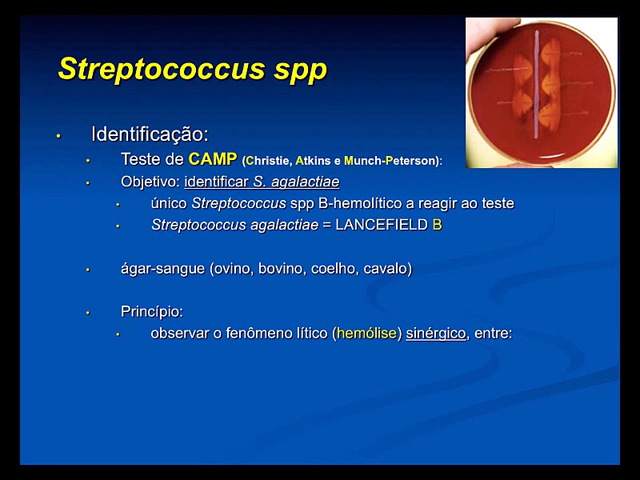 Streptococcus spp
Identificação:
Teste de CAMP (Christie, Atkins e Munch-Peterson):
Objetivo: identificar S. agalactiae
único Streptococcus spp B-hemolítico a reagir ao teste
Streptococcus agalactiae = LANCEFIELD B
ágar-sangue (ovino, bovino, coelho, cavalo)
Princípio:
observar o fenômeno lítico (hemólise) sinérgico, entre: